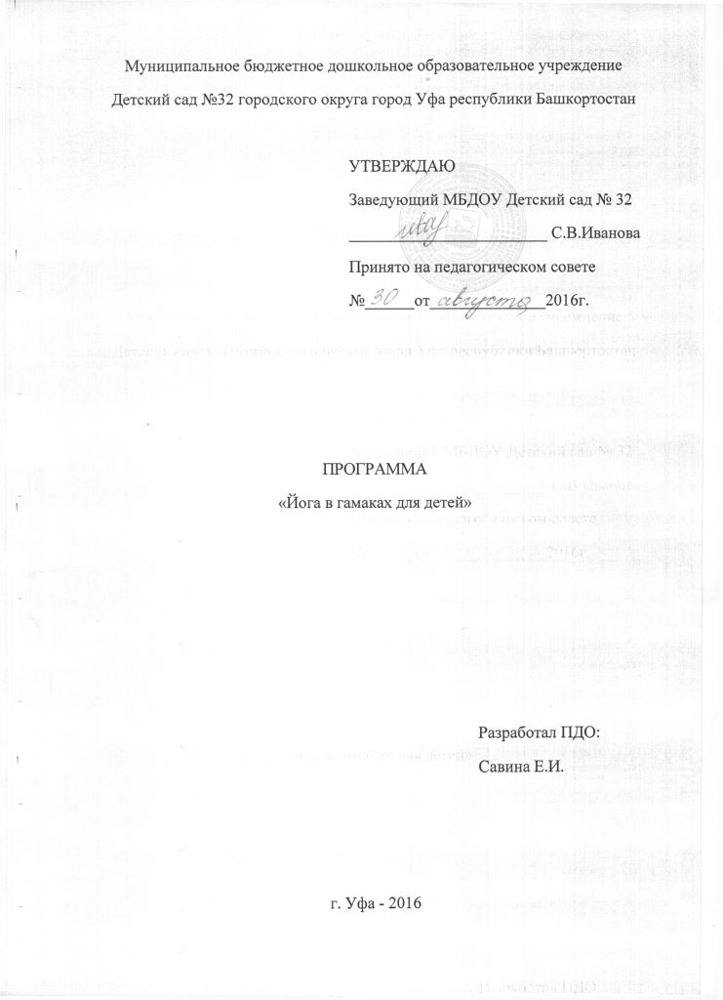 Муниципальное бюджетное дошкольное образовательное учреждение
Детский сад №32 городского округа город Уфа республики Башкортостан
УТВЕРЖДАЮ
Заведующий МБДОУ Детский сад № 32
С.В.Иванова
Принято на педагогическом совете
№ 30 от августа 2016г.
ПРОГРАММА
«Йога в гамаках для детей»
Разработал ПДО:
Савина Е.И.
г. Уфа - 2016